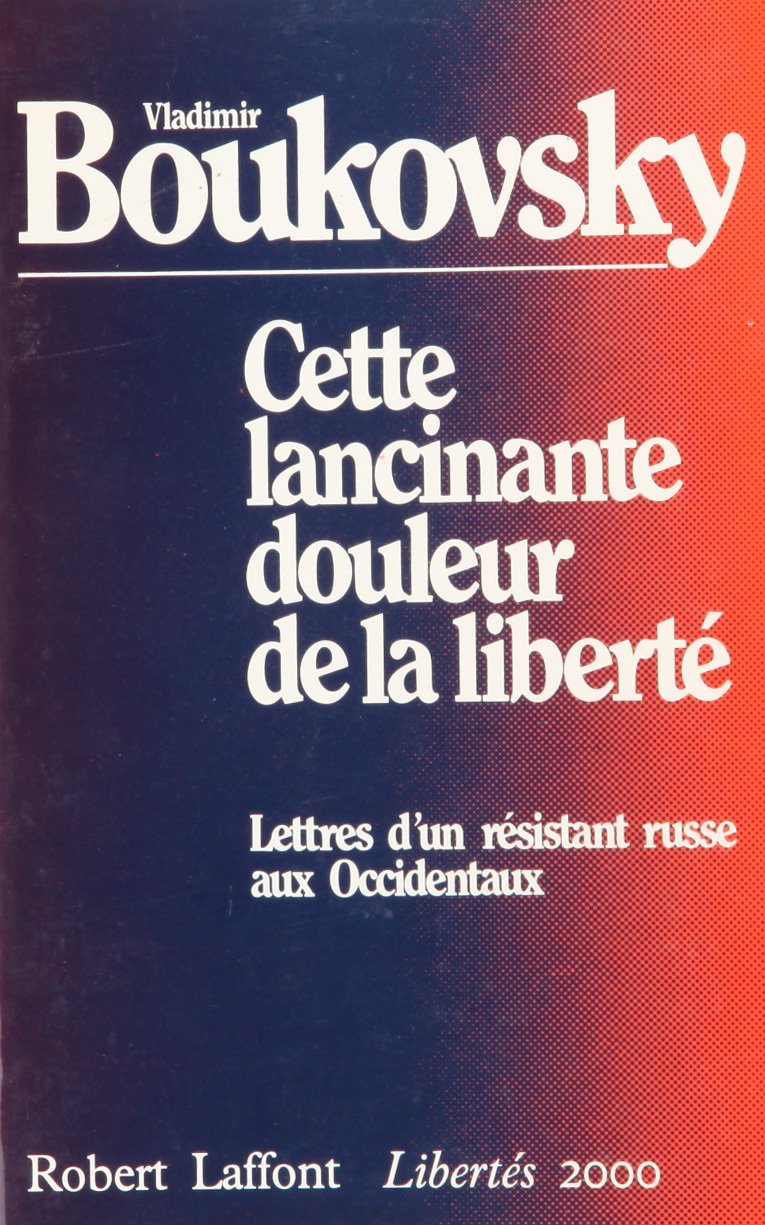 Vladimir
Boukovsky
Cette
lancinante
douleur
de la liberté
Lettres d'un résistant russe
aux Occidentaux
Robert Laffont Libertés 2000